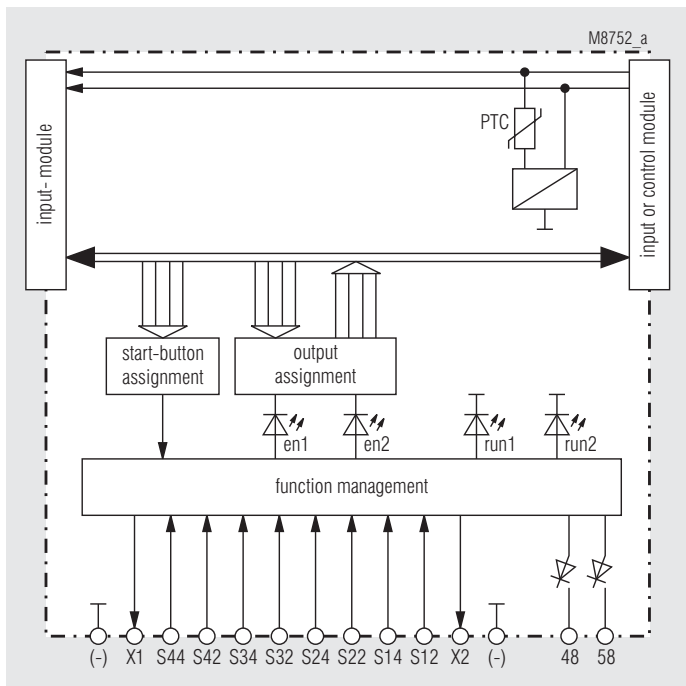 M8752_a
input- module
PTC
input or control module
start-button
assignment
output
assignment
en1
en2
run1
run2
function management
(-) X1 S44 S42 S34 S32 S24 S22 S14 S12 X2 (-) 48 58